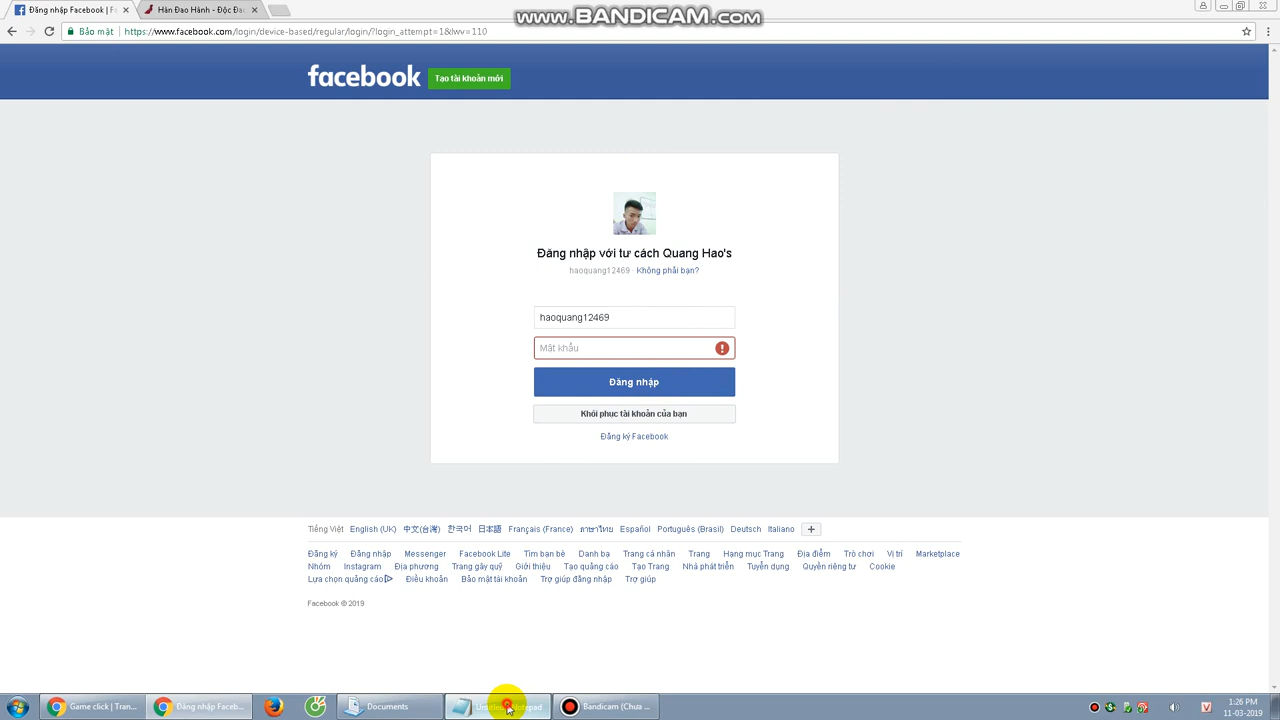 Đăng nhập Facebook | Fa
Hàn Đao Hành - Độc Đao
www.BANDICAM.com
Bảo mật | https://www.facebook.com/login/device-based/regular/login/?login_attempt=1&lwv=110
facebook
Tạo tài khoản mới
Đăng nhập với tư cách Quang Hao's
haoquang12469 · Không phải bạn?
haoquang12469
Mật khẩu
Đăng nhập
Khôi phục tài khoản của bạn
Đăng ký Facebook
Tiếng Việt English (UK) 中文(台灣) 한국어 日本語 Français (France) ภาษาไทย Español Português (Brasil) Deutsch Italiano
Đăng ký Đăng nhập Messenger Facebook Lite Tìm bạn bè Danh bạ Trang cá nhân Trang Hạng mục Trang Địa điểm Trò chơi Vị trí Marketplace
Nhóm Instagram Địa phương Trang gây quỹ Giới thiệu Tạo quảng cáo Tạo Trang Nhà phát triển Tuyển dụng Quyền riêng tư Cookie
Lựa chọn quảng cáo Điều khoản Bảo mật tài khoản Trợ giúp đăng nhập Trợ giúp
Facebook © 2019
Game click | Tran...
Đăng nhập Faceb...
Documents
Untitled - Notepad
Bandicam (Chưa ...
1:26 PM
11-03-2019